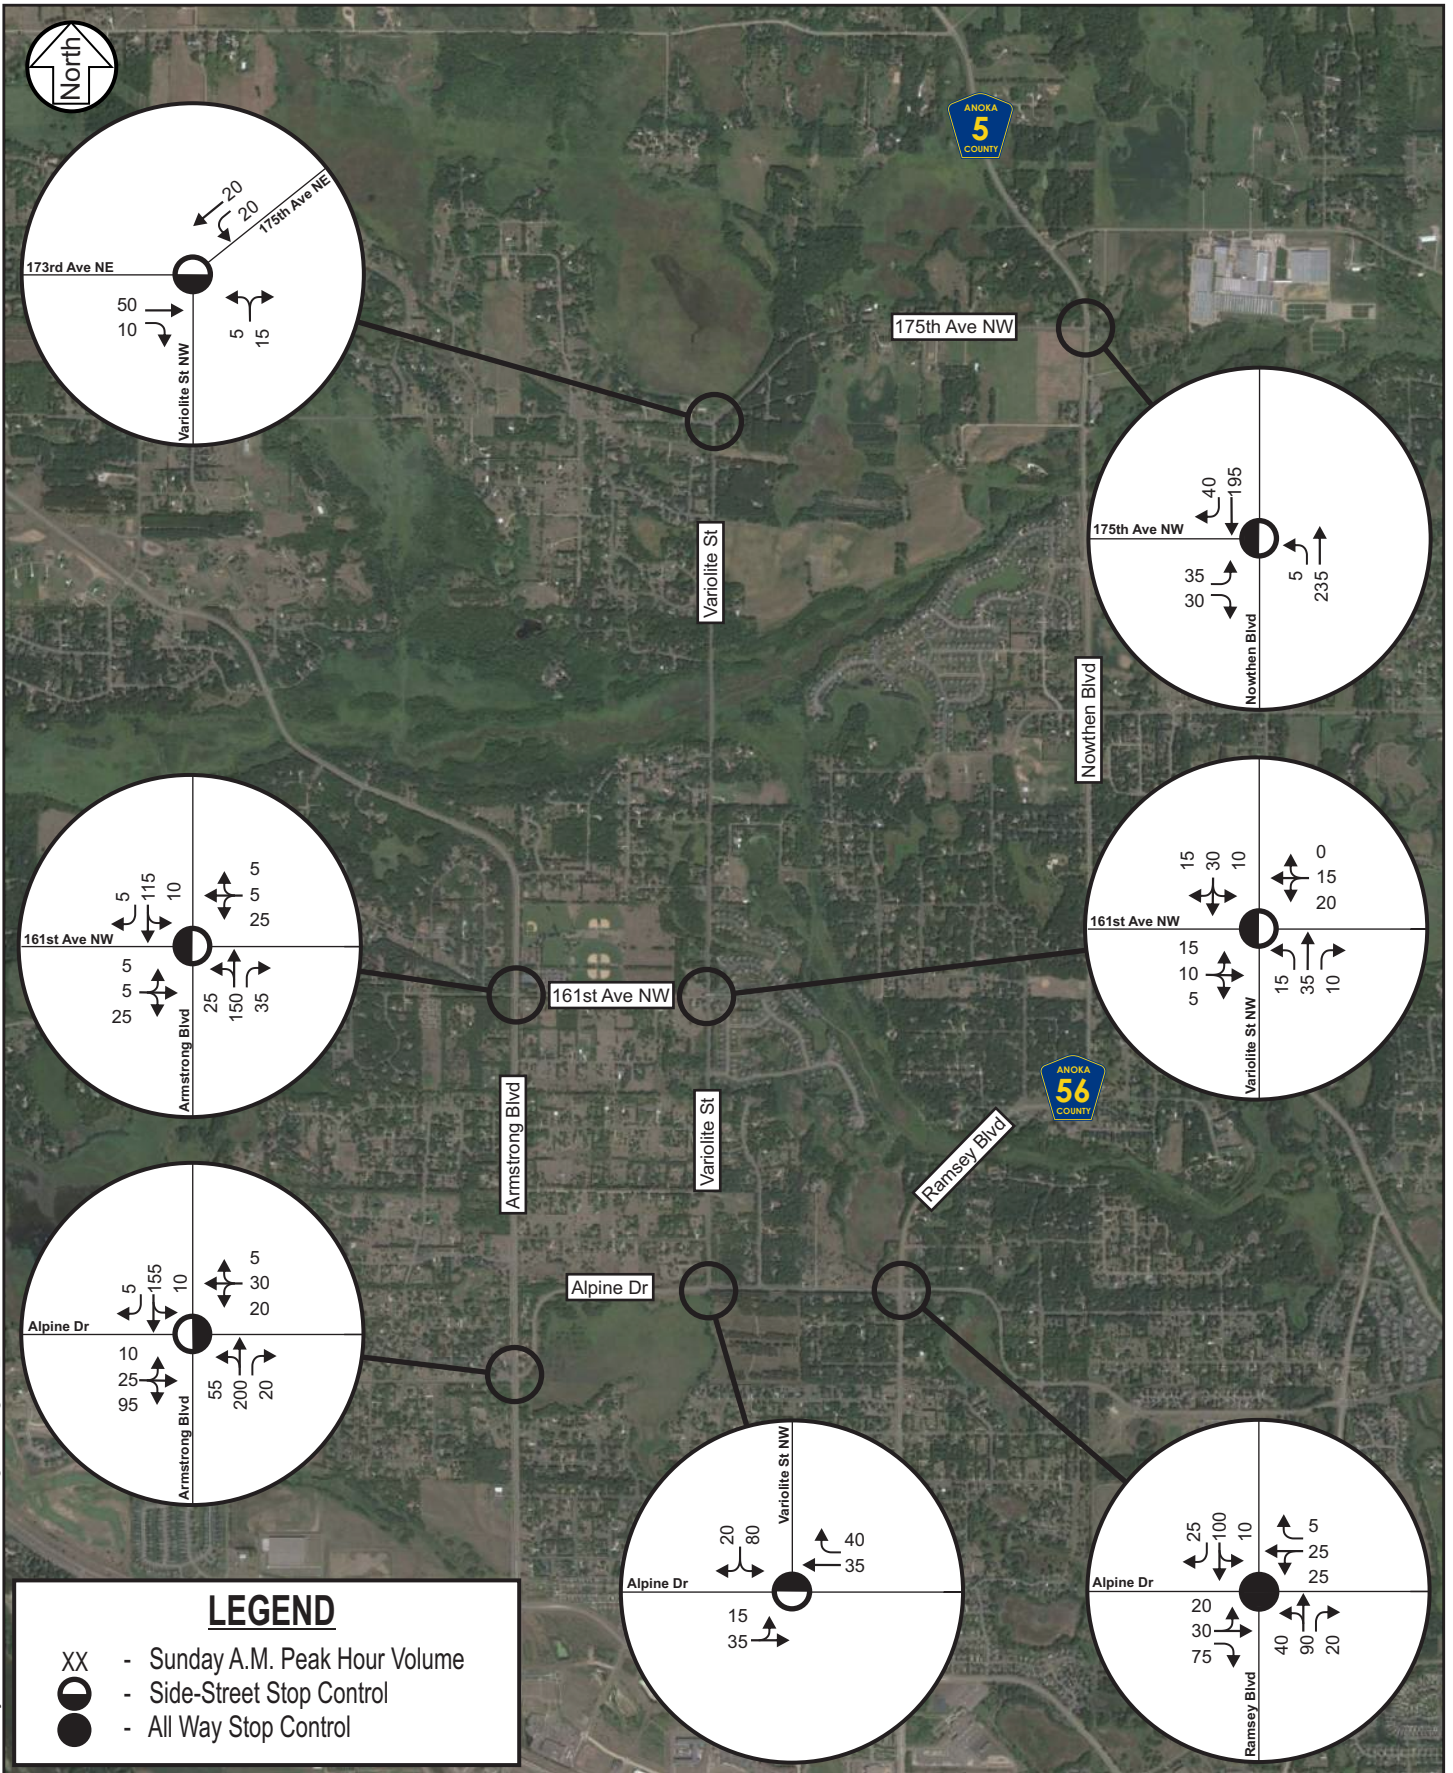 North
ANOKA
5
COUNTY
20
20
175th Ave NE
173rd Ave NE
50
10
5
15
Variolite St NW
175th Ave NW
40
195
175th Ave NW
35
30
5
235
Nowthen Blvd
Variolite St
Nowthen Blvd
5
115
10
5
5
25
161st Ave NW
5
5
25
25
150
35
Armstrong Blvd
161st Ave NW
15
30
10
0
15
20
161st Ave NW
15
10
5
15
35
10
Variolite St NW
ANOKA
56
COUNTY
Armstrong Blvd
Variolite St
Ramsey Blvd
5
155
10
5
30
20
Alpine Dr
10
25
95
55
200
20
Armstrong Blvd
Alpine Dr
Variolite St NW
20
80
40
35
Alpine Dr
15
35
25
100
10
5
25
25
Alpine Dr
20
30
75
40
90
20
Ramsey Blvd
LEGEND
XX - Sunday A.M. Peak Hour Volume
- Side-Street Stop Control
- All Way Stop Control